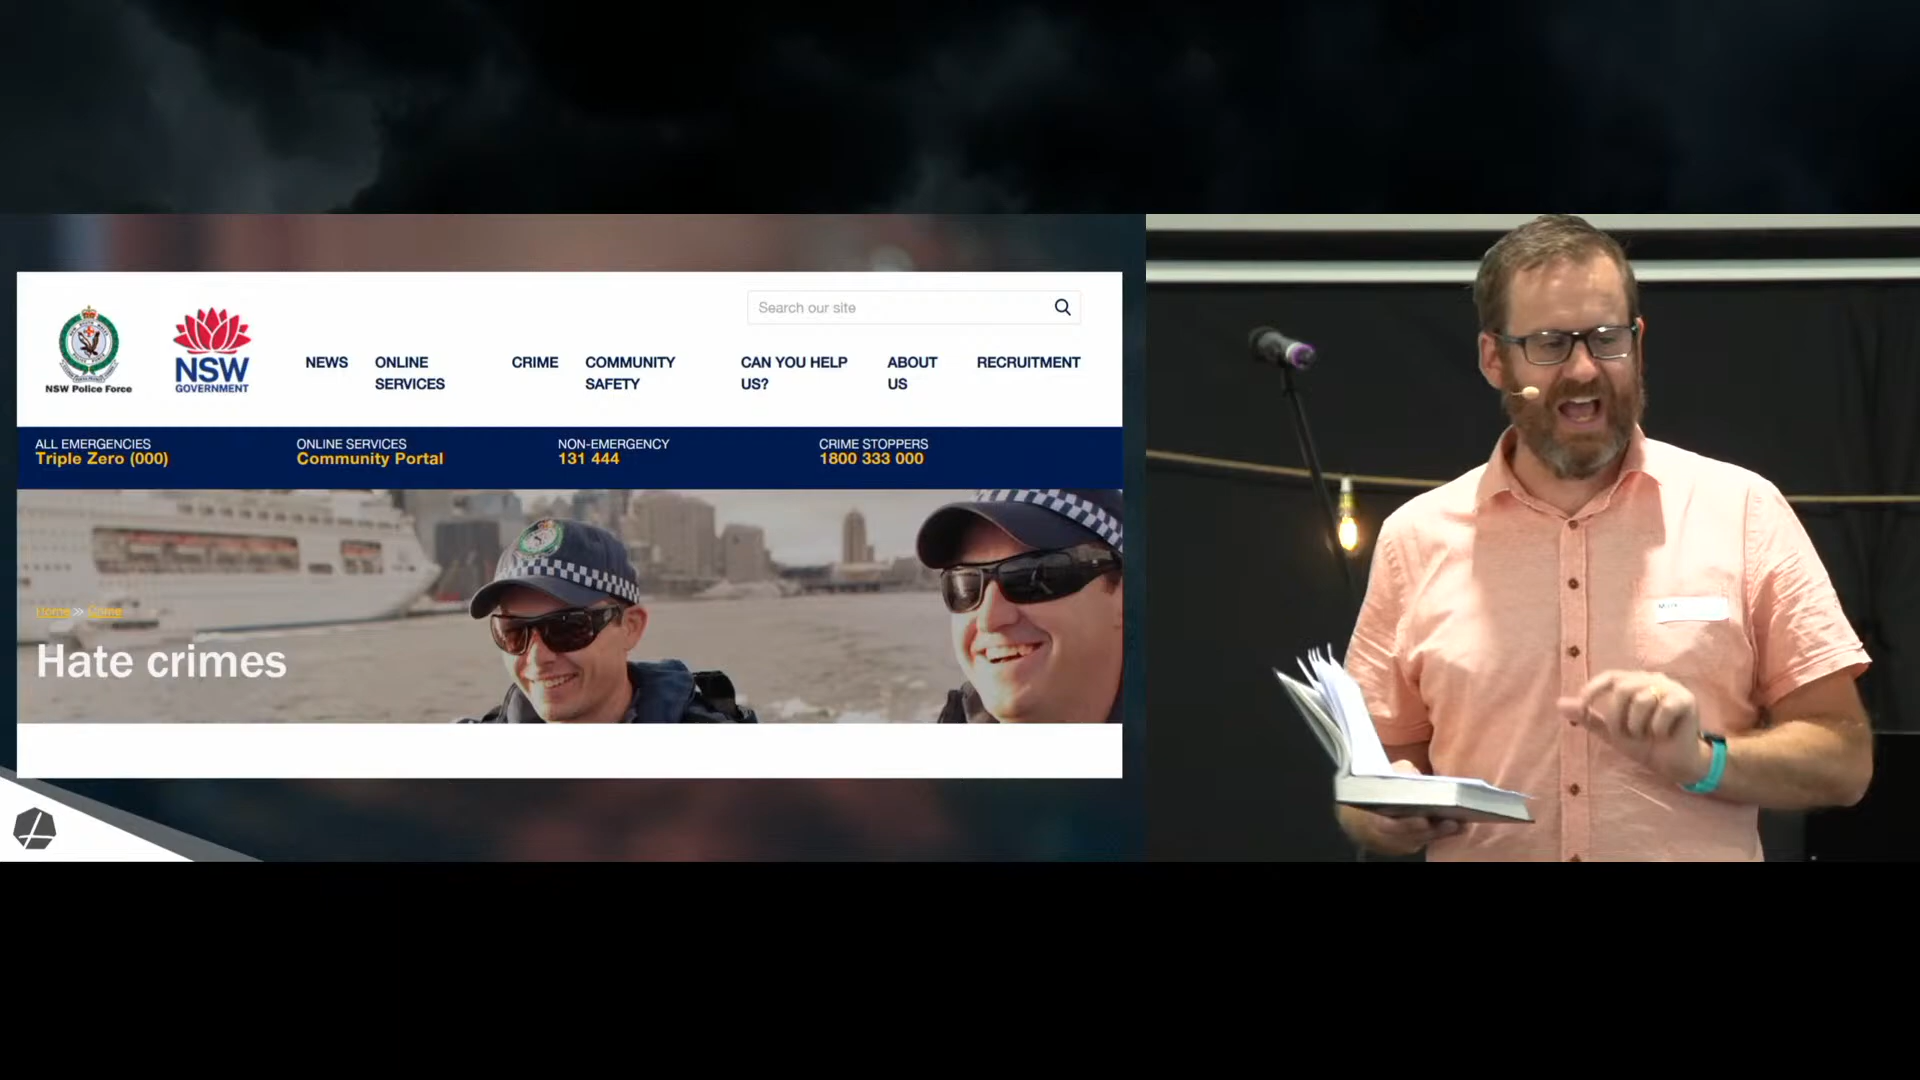 Search our site
NSW Police Force
NSW
GOVERNMENT
NEWS
ONLINE
SERVICES
CRIME
COMMUNITY
SAFETY
CAN YOU HELP
US?
ABOUT
US
RECRUITMENT
ALL EMERGENCIES
Triple Zero (000)
ONLINE SERVICES
Community Portal
NON-EMERGENCY
131 444
CRIME STOPPERS
1800 333 000
Home >> Crime
Hate crimes